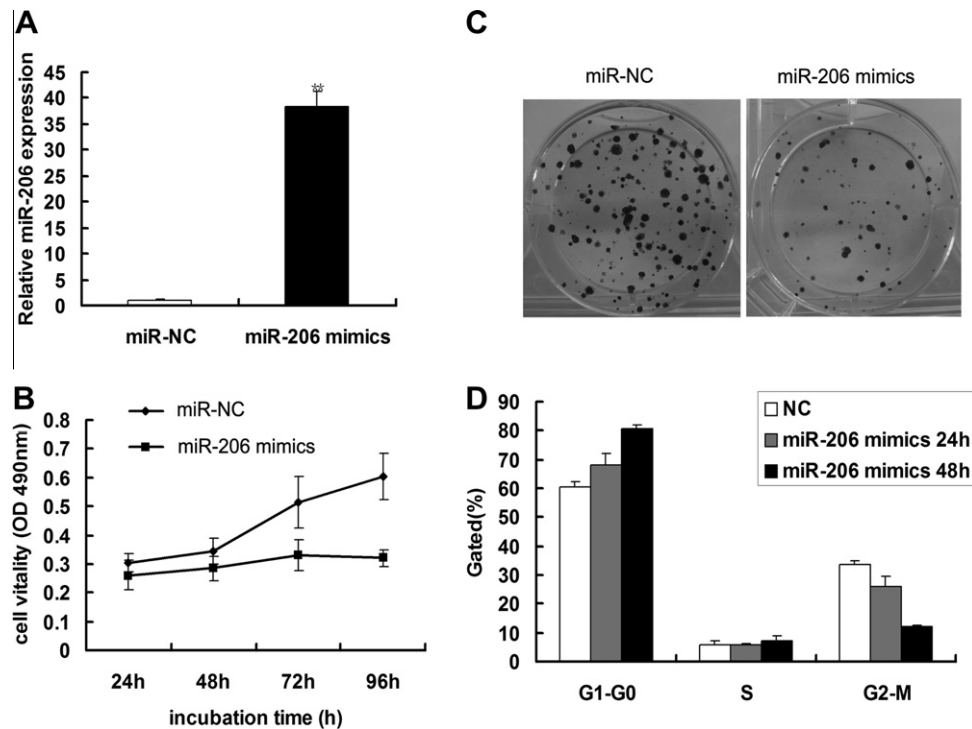 A
Relative miR-206 expression
45
40
35
30
25
20
15
10
5
0
**
miR-NC
miR-206 mimics
B
cell vitality (OD 490nm)
0.8
0.7
0.6
0.5
0.4
0.3
0.2
0.1
0
miR-NC
miR-206 mimics
24h
48h
72h
96h
incubation time (h)
C
miR-NC
miR-206 mimics
D
Gated(%)
90
80
70
60
50
40
30
20
10
0
NC
miR-206 mimics 24h
miR-206 mimics 48h
G1-G0
S
G2-M